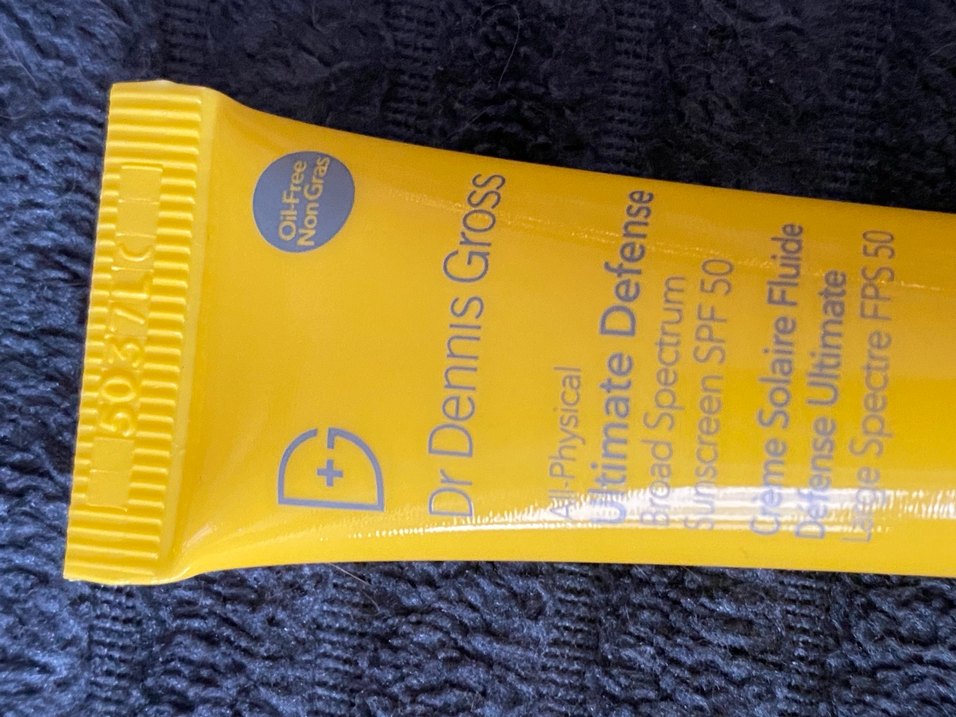 5037LC
Oil-Free
Non Gras
Dr Dennis Gross
All-Physical
Ultimate Defense
Broad Spectrum
Sunscreen SPF 50
Crème Solaire Fluide
Défense Ultimate
Large Spectre FPS 50